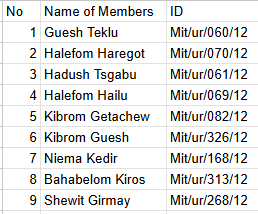 No Name of Members ID
1 Guesh Teklu Mit/ur/060/12
2 Halefom Haregot Mit/ur/070/12
3 Hadush Tsgabu Mit/ur/061/12
4 Halefom Hailu Mit/ur/069/12
5 Kibrom Getachew Mit/ur/082/12
6 Kibrom Guesh Mit/ur/326/12
7 Niema Kedir Mit/ur/168/12
8 Bahabelom Kiros Mit/ur/313/12
9 Shewit Girmay Mit/ur/268/12